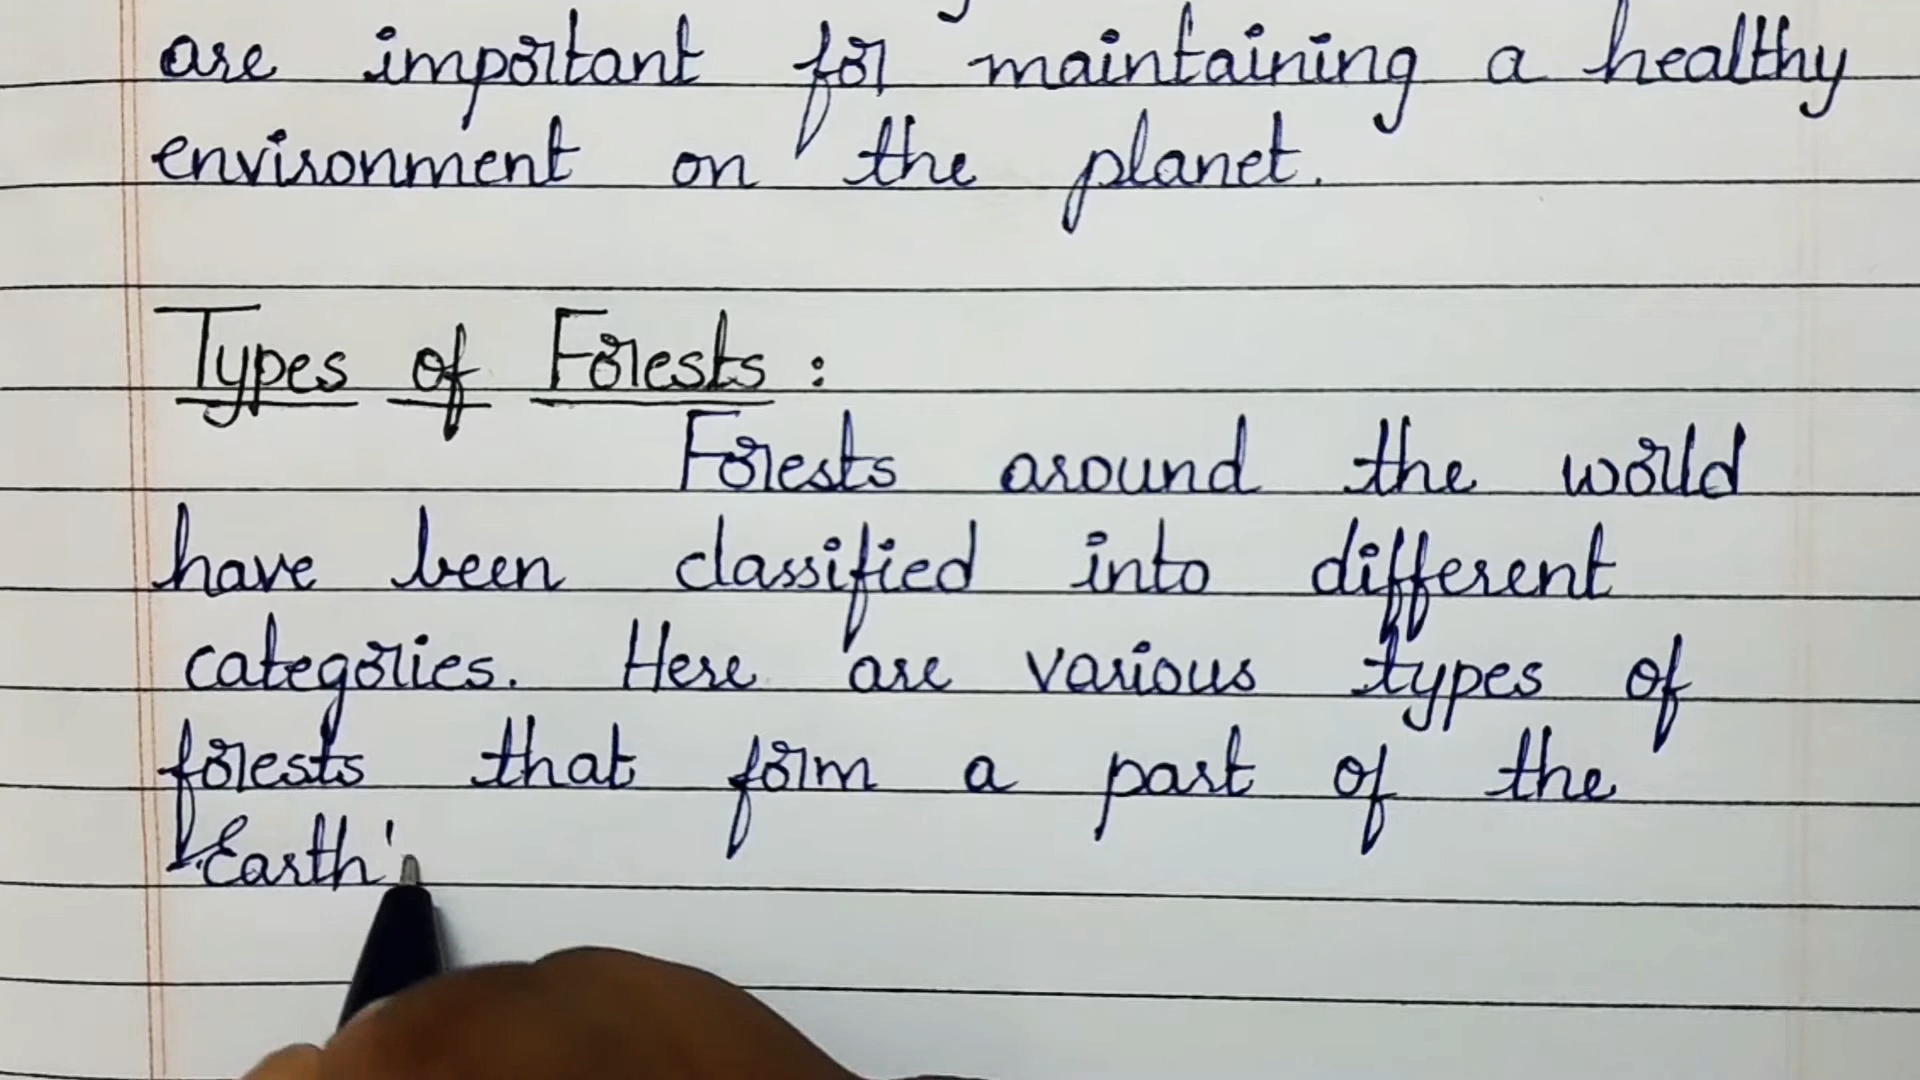 are important for maintaining a healthy
environment on the planet.
Types of Forests :
Forests around the world
have been classified into different
categories. Here are various types of
forests that form a part of the
Earth'